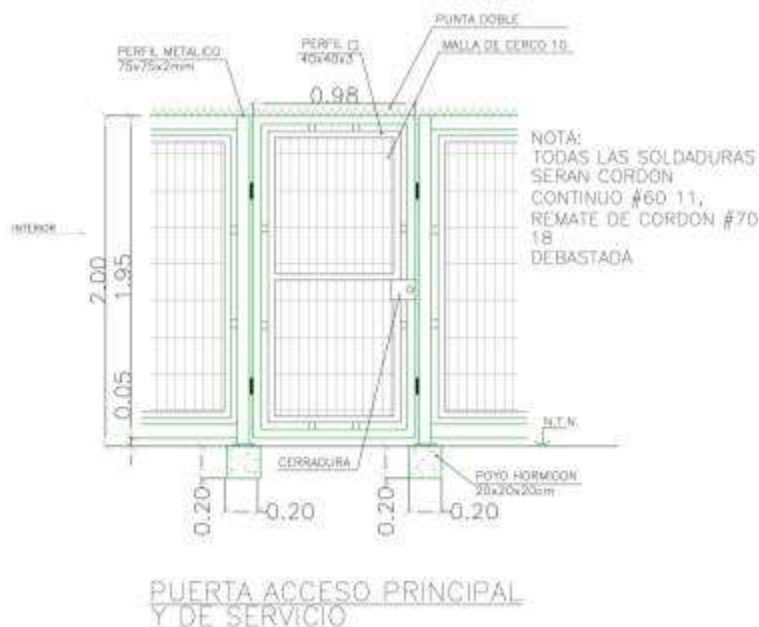 PUNTA DOBLE
PERFIL METALICO
75x75x2mm
PERFIL □
40x40x3
MALLA DE CERCO 10
0.98
NOTA:
TODAS LAS SOLDADURAS
SERAN CORDON
CONTINUO #60 11,
REMATE DE CORDON #70
18
DEBASTADA
INTERIOR
2.00
1.95
0.05
N.T.N.
CERRADURA
POYO HORMIGON
20x20x20cm
0.20
0.20
0.20
0.20
PUERTA ACCESO PRINCIPAL
Y DE SERVICIO